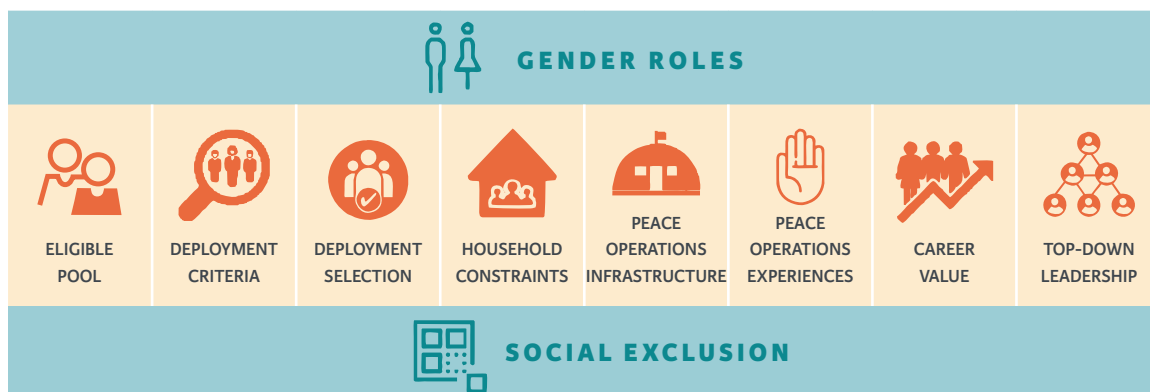 GENDER ROLES
ELIGIBLE
POOL
DEPLOYMENT
CRITERIA
DEPLOYMENT
SELECTION
HOUSEHOLD
CONSTRAINTS
PEACE
OPERATIONS
INFRASTRUCTURE
PEACE
OPERATIONS
EXPERIENCES
CAREER
VALUE
TOP-DOWN
LEADERSHIP
SOCIAL EXCLUSION